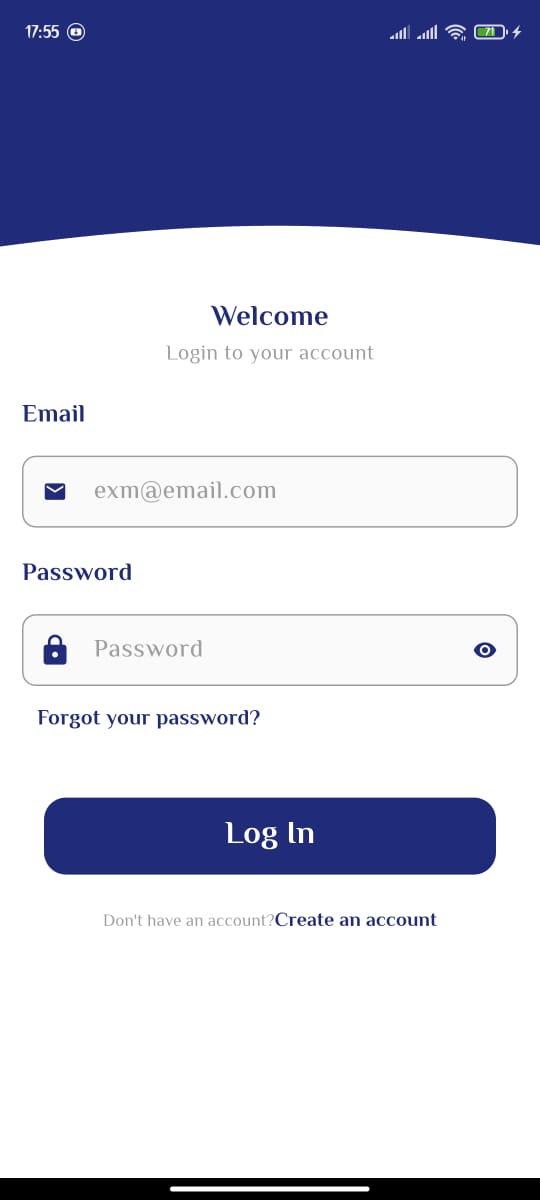 17:55
71
Welcome
Login to your account
Email
exm@email.com
Password
Password
Forgot your password?
Log In
Don't have an account?Create an account